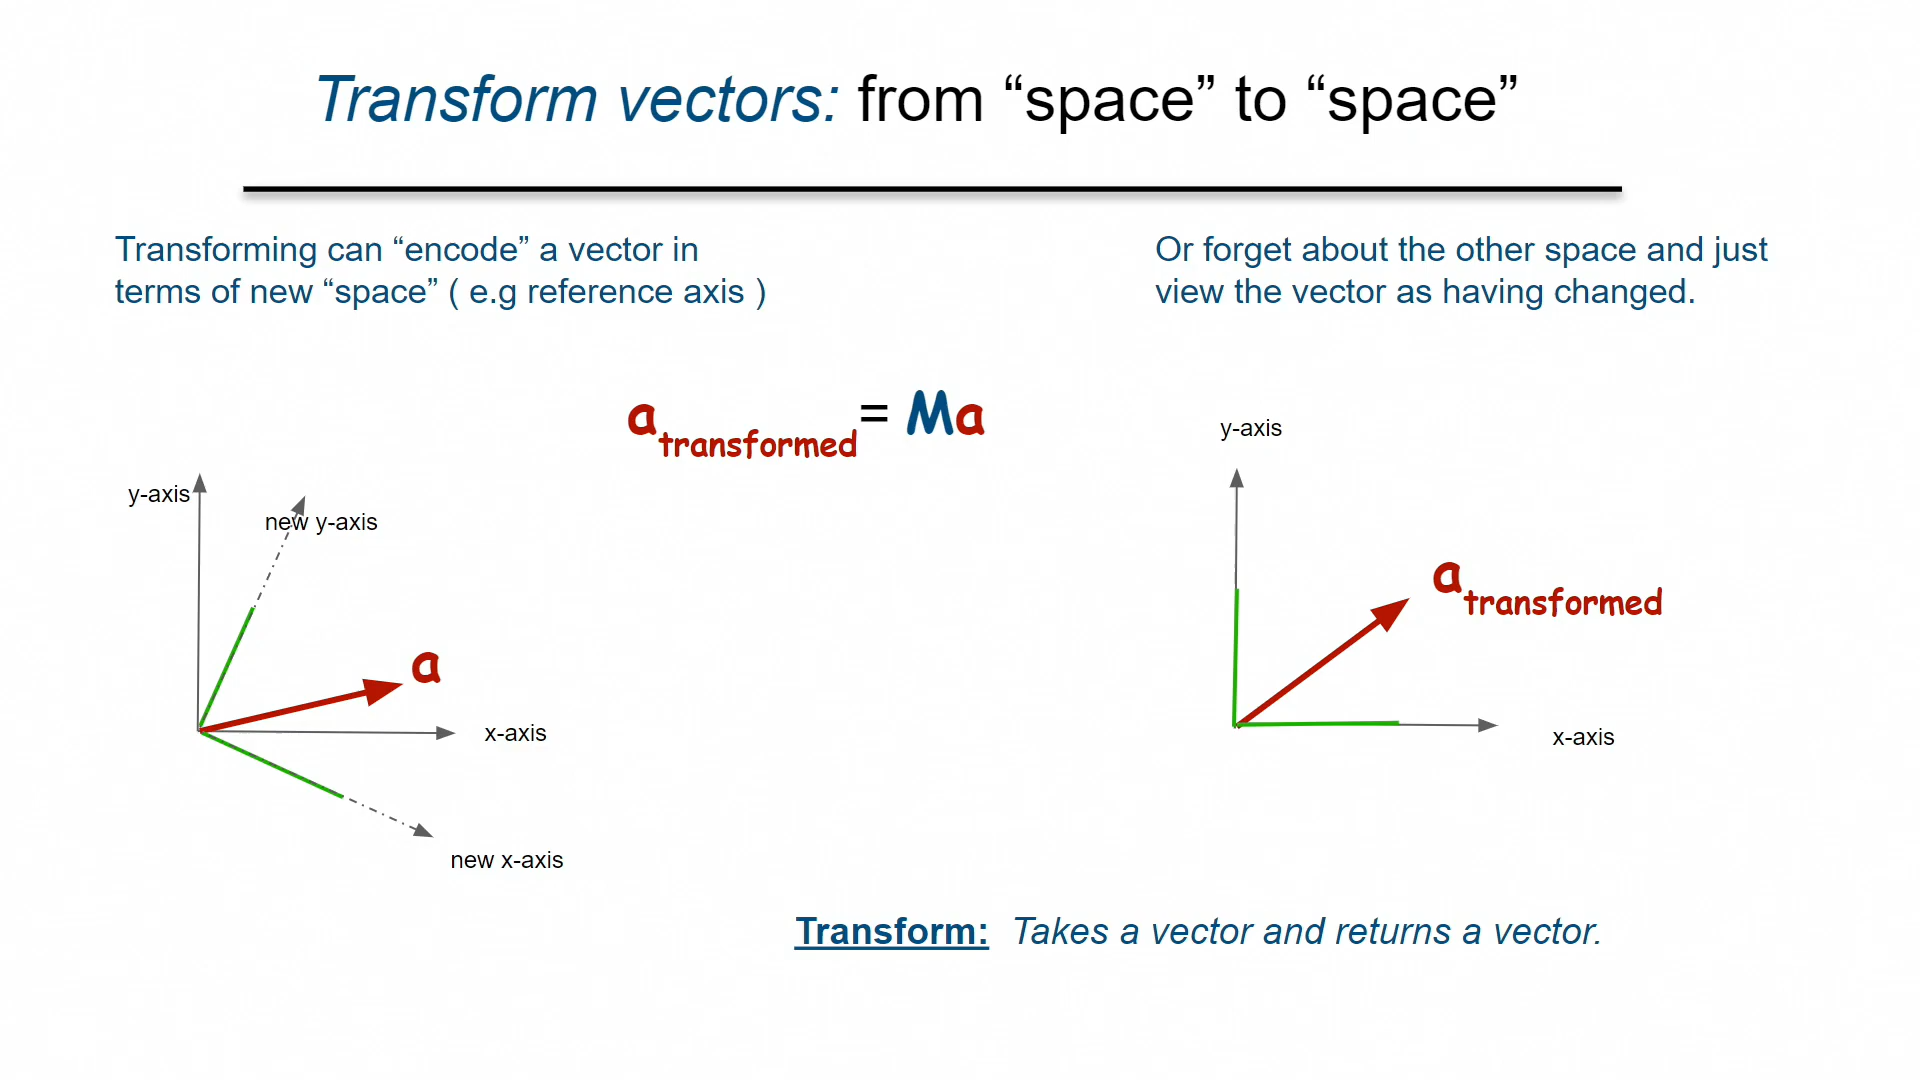 Transform vectors: from “space” to “space”
Transforming can “encode” a vector in
terms of new “space” ( e.g reference axis )
Or forget about the other space and just
view the vector as having changed.
a transformed = Ma
y-axis
new y-axis
a
x-axis
new x-axis
y-axis
a transformed
x-axis
Transform: Takes a vector and returns a vector.